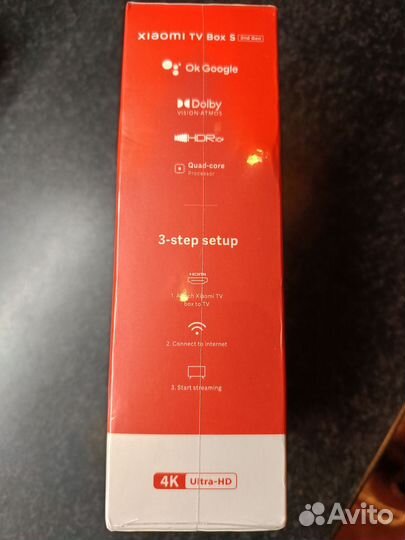 xiaomi TV Box S 2nd Gen
Ok Google
Dolby
VISION·ATMOS
HDR10+
Quad-core
Processor
3-step setup
HDMI
1. Attach Xiaomi TV
box to TV
2. Connect to internet
3. Start streaming
4K Ultra-HD
Avito